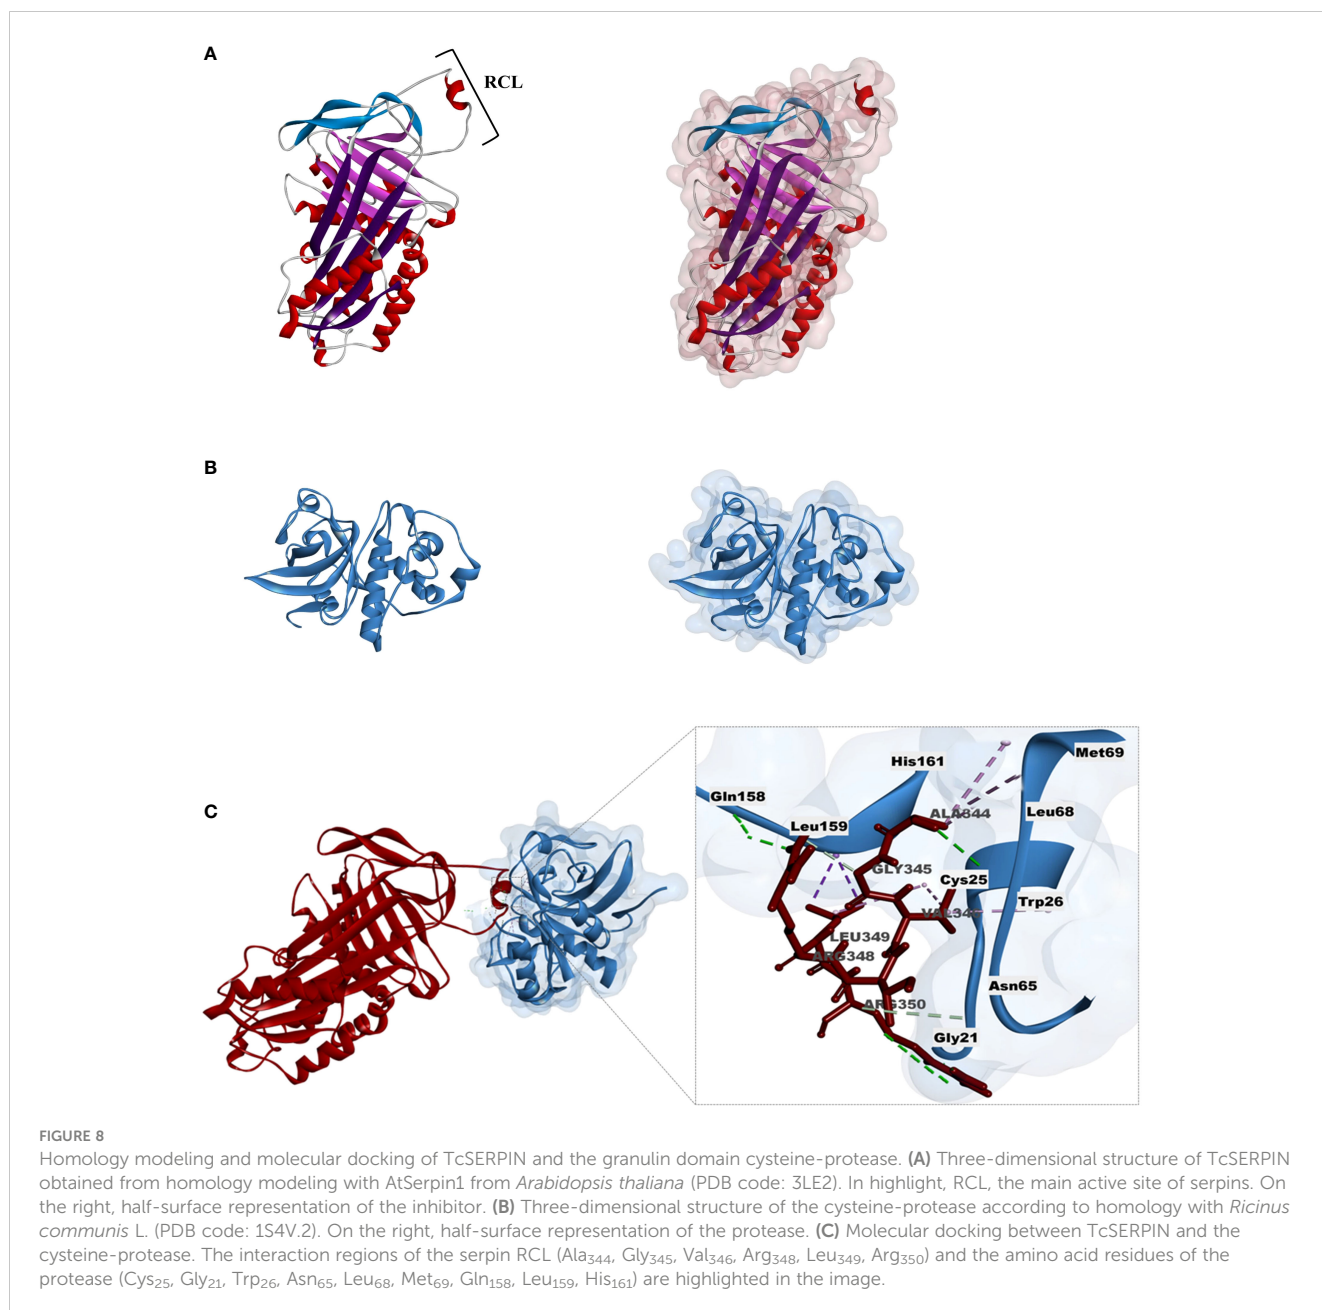 A
RCL
B
C
His161
Met69
Gln158
ALA344
Leu68
Leu159
GLY345
Cys25
Trp26
LEU349
ARG348
Asn65
ARG350
Gly21
FIGURE 8
Homology modeling and molecular docking of TcSERPIN and the granulin domain cysteine-protease. (A) Three-dimensional structure of TcSERPIN
obtained from homology modeling with AtSerpin1 from Arabidopsis thaliana (PDB code: 3LE2). In highlight, RCL, the main active site of serpins. On
the right, half-surface representation of the inhibitor. (B) Three-dimensional structure of the cysteine-protease according to homology with Ricinus
communis L. (PDB code: 1S4V.2). On the right, half-surface representation of the protease. (C) Molecular docking between TcSERPIN and the
cysteine-protease. The interaction regions of the serpin RCL (Ala344, Gly345, Val346, Arg348, Leu349, Arg350) and the amino acid residues of the
protease (Cys25, Gly21, Trp26, Asn65, Leu68, Met69, Gln158, Leu159, His161) are highlighted in the image.